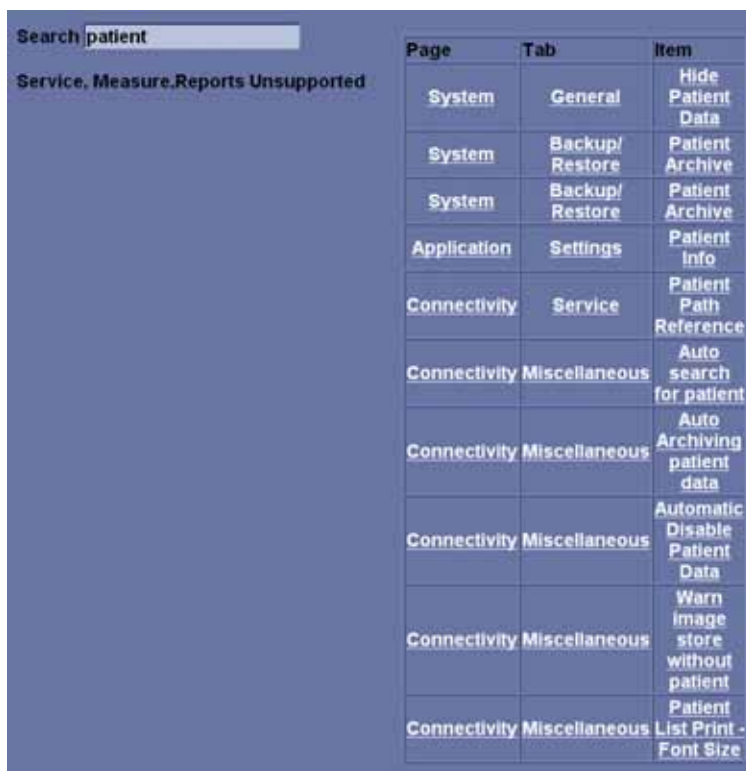 Search patient
Service, Measure,Reports Unsupported
Page Tab Item
System General Hide
Patient
Data
System Backup/
Restore Patient
Archive
System Backup/
Restore Patient
Archive
Application Settings Patient
Info
Connectivity Service Patient
Path
Reference
Connectivity Miscellaneous Auto
search
for patient
Connectivity Miscellaneous Auto
Archiving
patient
data
Connectivity Miscellaneous Automatic
Disable
Patient
Data
Connectivity Miscellaneous Warn
image
store
without
patient
Connectivity Miscellaneous Patient
List Print -
Font Size